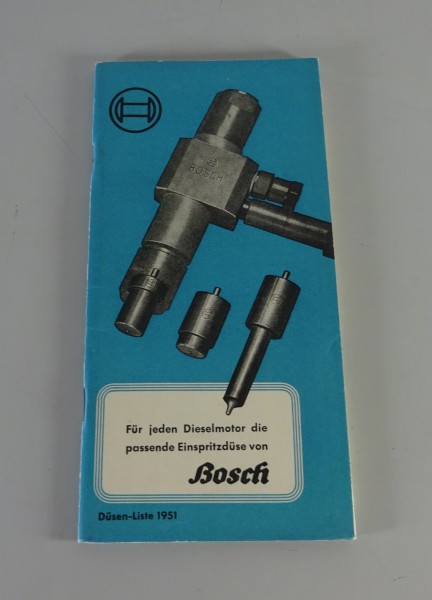 BOSCH
Für jeden Dieselmotor die
passende Einspritzdüse von
Bosch
Düsen-Liste 1951